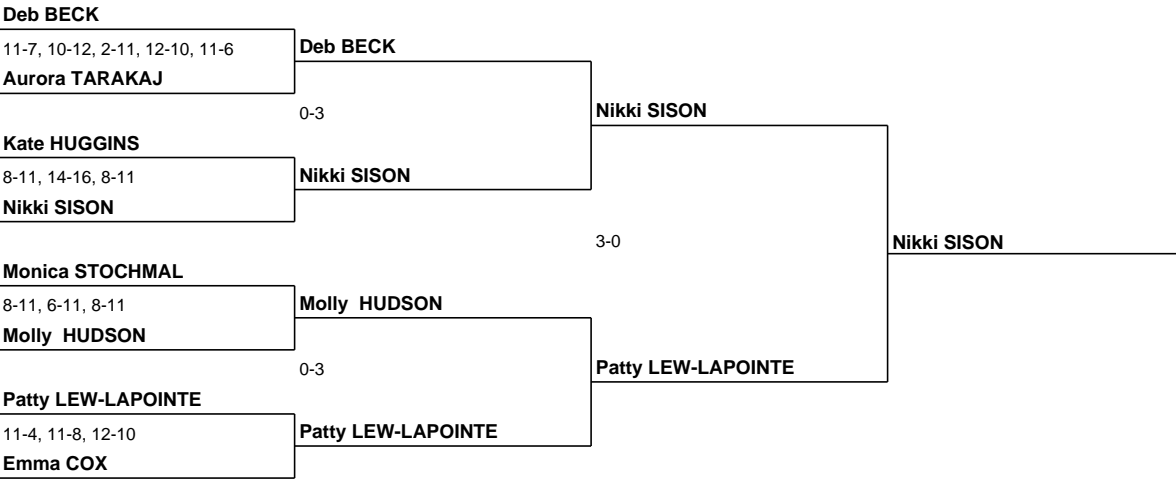 Deb BECK
11-7, 10-12, 2-11, 12-10, 11-6
Aurora TARAKAJ
Deb BECK
0-3
Kate HUGGINS
8-11, 14-16, 8-11
Nikki SISON
Nikki SISON
Nikki SISON
3-0
Nikki SISON
Monica STOCHMAL
8-11, 6-11, 8-11
Molly HUDSON
Molly HUDSON
0-3
Patty LEW-LAPOINTE
Patty LEW-LAPOINTE
11-4, 11-8, 12-10
Emma COX
Patty LEW-LAPOINTE